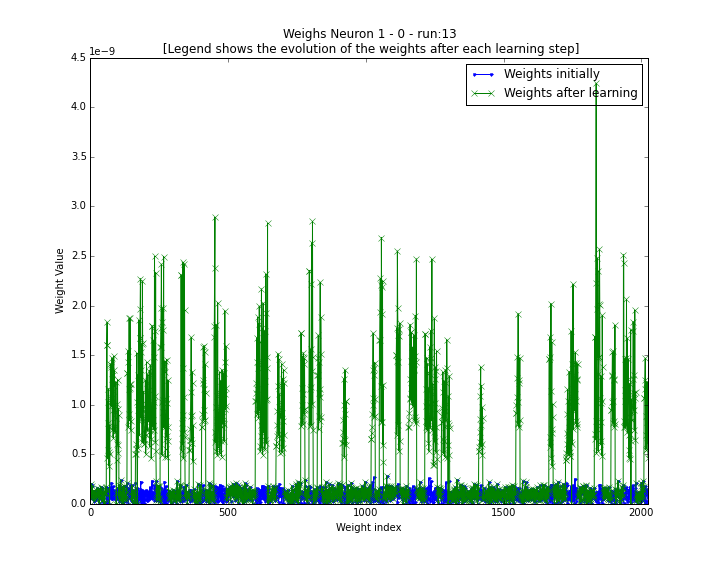 Weighs Neuron 1 - 0 - run:13
[Legend shows the evolution of the weights after each learning step]
1e−9
Weights initially
Weights after learning
4.5
4.0
3.5
3.0
2.5
2.0
1.5
1.0
0.5
0.0
Weight Value
0
500
1000
1500
2000
Weight index